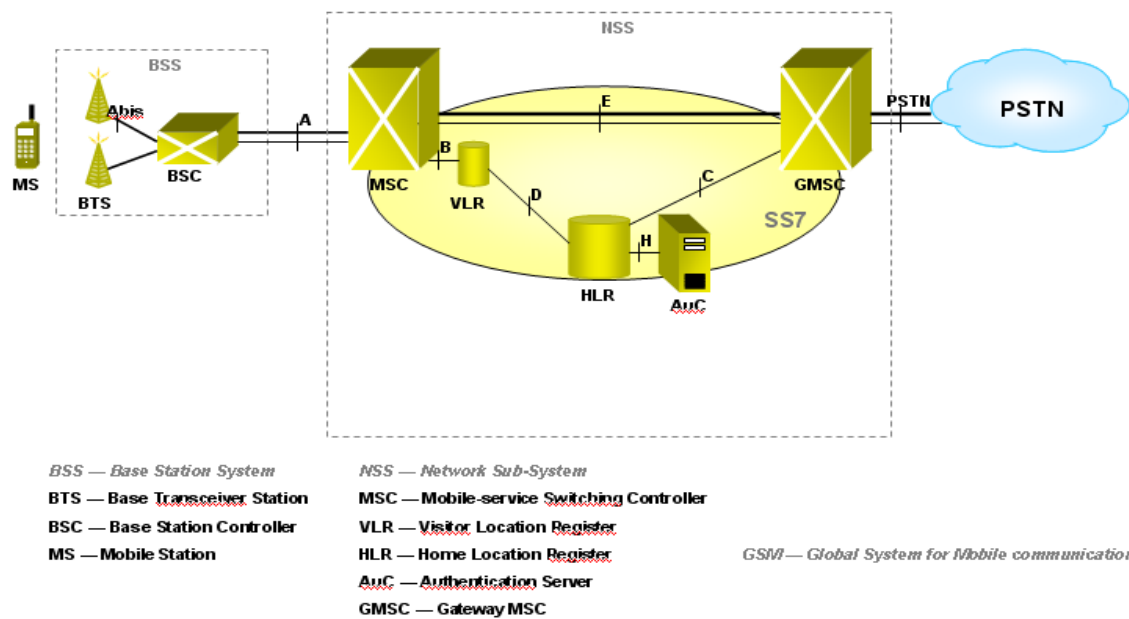 NSS
BSS
Abis
A
E
PSTN
PSTN
MS
BTS
BSC
MSC
B
VLR
D
C
GMSC
SS7
H
HLR
AuC
BSS — Base Station System
BTS — Base Transceiver Station
BSC — Base Station Controller
MS — Mobile Station
NSS — Network Sub-System
MSC — Mobile-service Switching Controller
VLR — Visitor Location Register
HLR — Home Location Register
AuC — Authentication Server
GMSC — Gateway MSC
GSM — Global System for Mobile communication